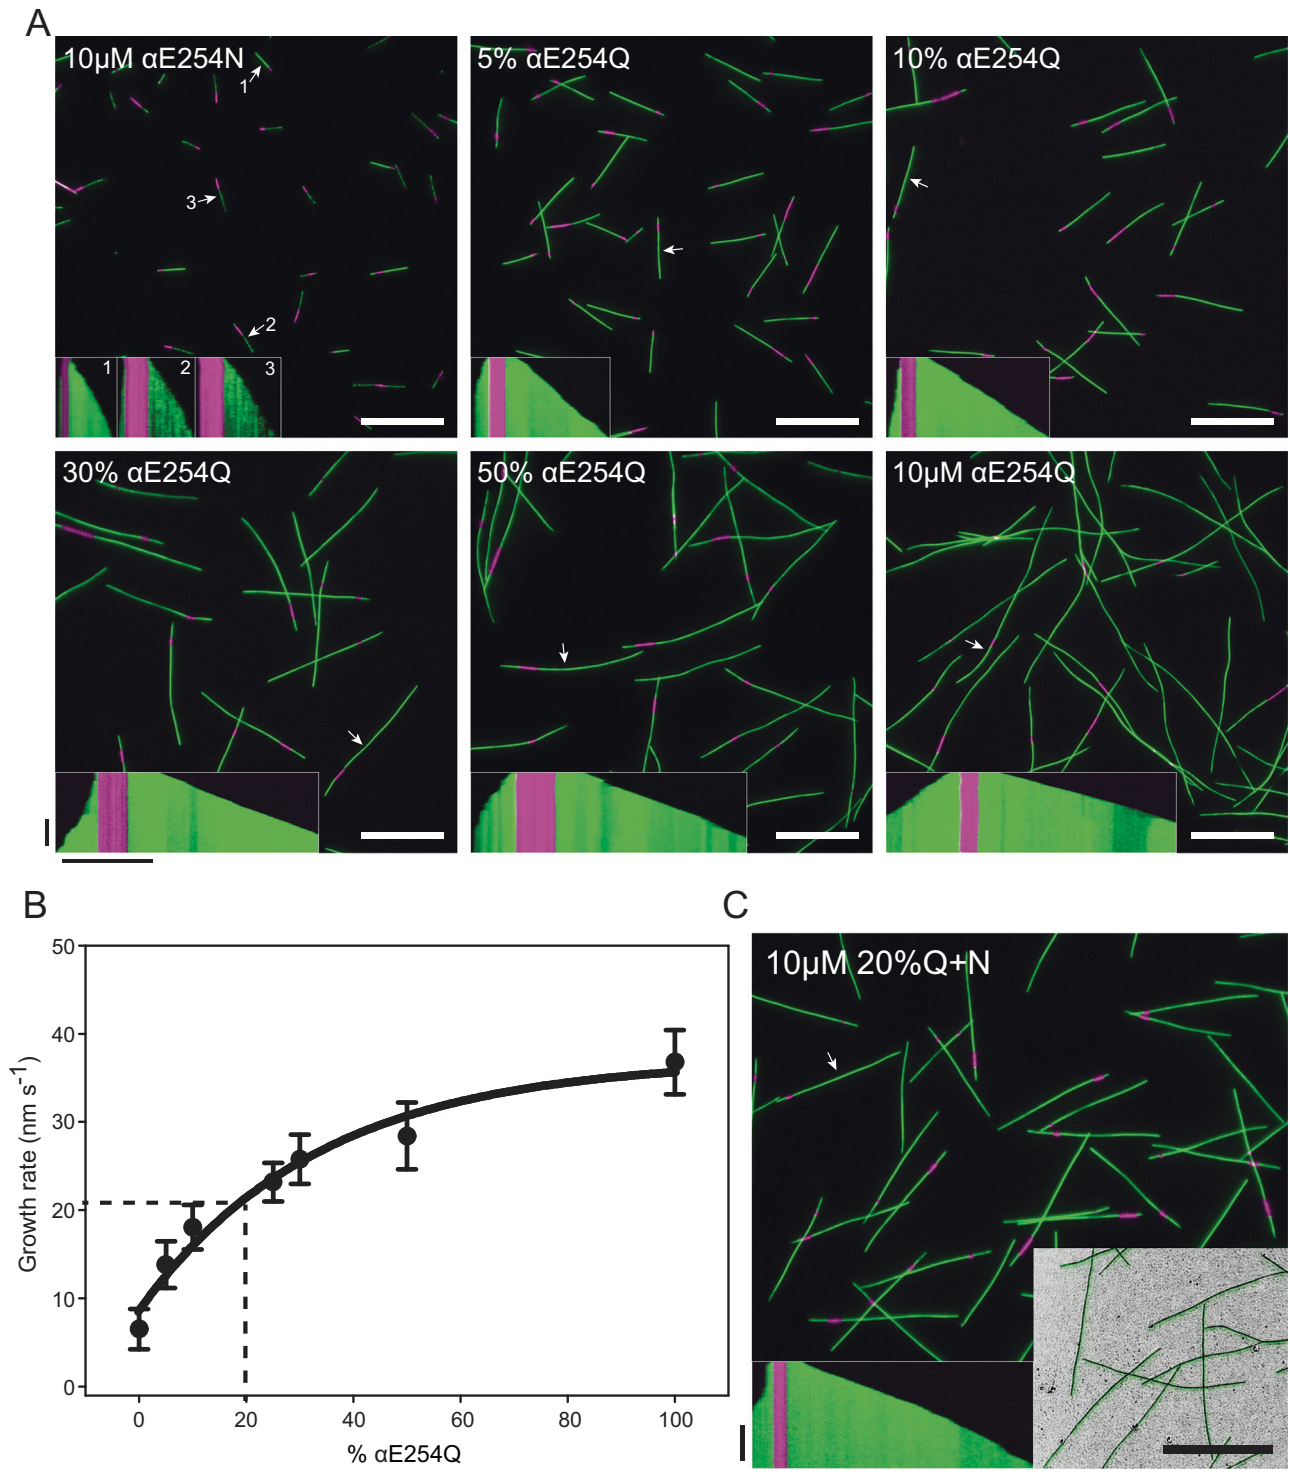 A
10µM αE254N
5% αE254Q
10% αE254Q
1
3
2
1
2
3
30% αE254Q
50% αE254Q
10µM αE254Q
B
50
40
30
20
10
0
Growth rate (nm s⁻¹)
0 20 40 60 80 100
% αE254Q
C
10µM 20%Q+N